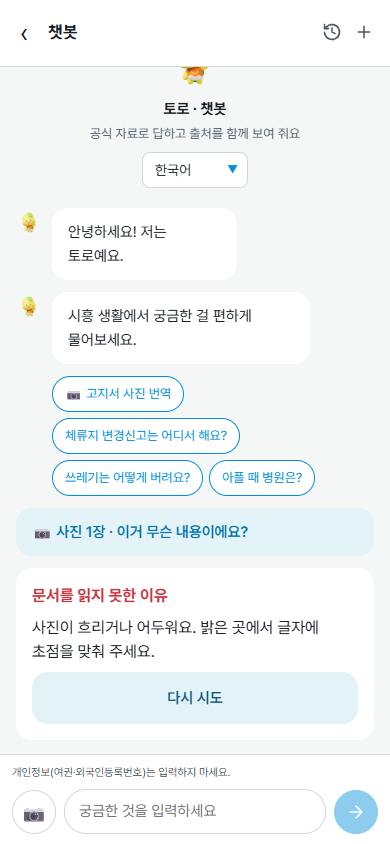 챗봇
토로 · 챗봇
공식 자료로 답하고 출처를 함께 보여 줘요
한국어
안녕하세요! 저는
토로예요.
시흥 생활에서 궁금한 걸 편하게
물어보세요.
고지서 사진 번역
체류지 변경신고는 어디서 해요?
쓰레기는 어떻게 버려요?
아플 때 병원은?
사진 1장 · 이거 무슨 내용이에요?
문서를 읽지 못한 이유
사진이 흐리거나 어두워요. 밝은 곳에서 글자에
초점을 맞춰 주세요.
다시 시도
개인정보(여권·외국인등록번호)는 입력하지 마세요.
궁금한 것을 입력하세요